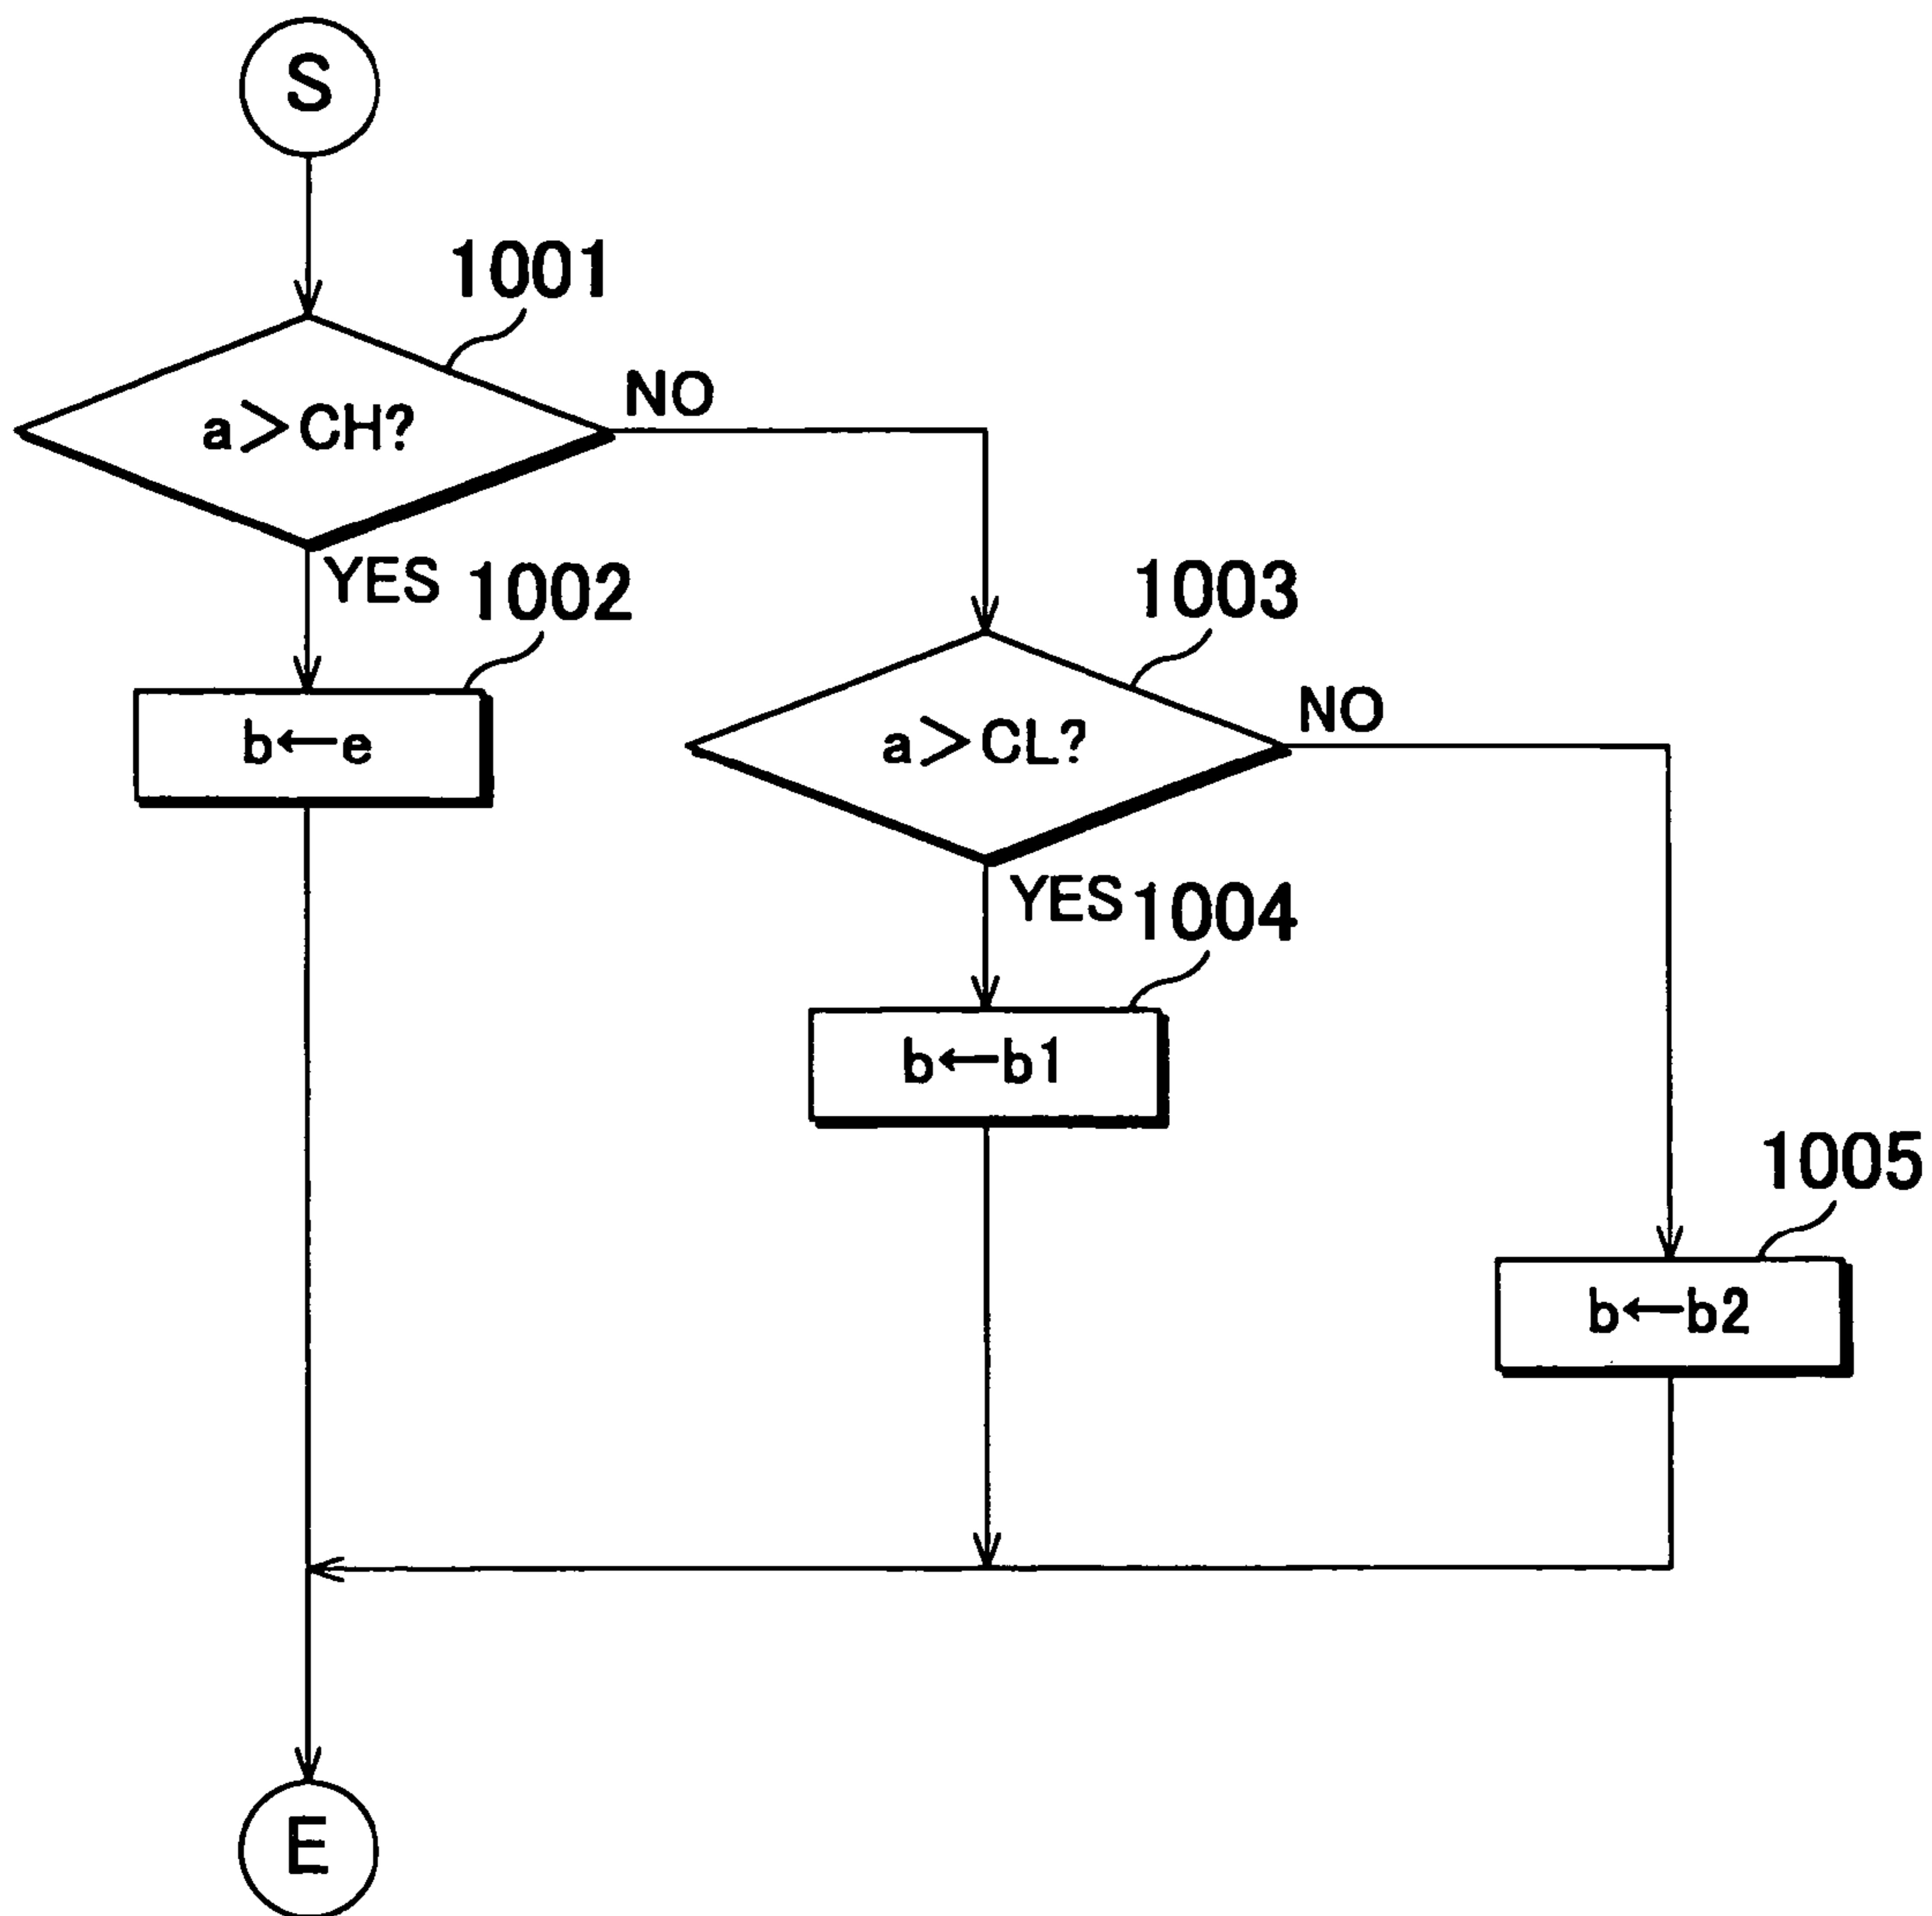 S
1001
a>CH?
NO
YES
1002
b←e
1003
a>CL?
NO
YES
1004
b←b1
1005
b←b2
E